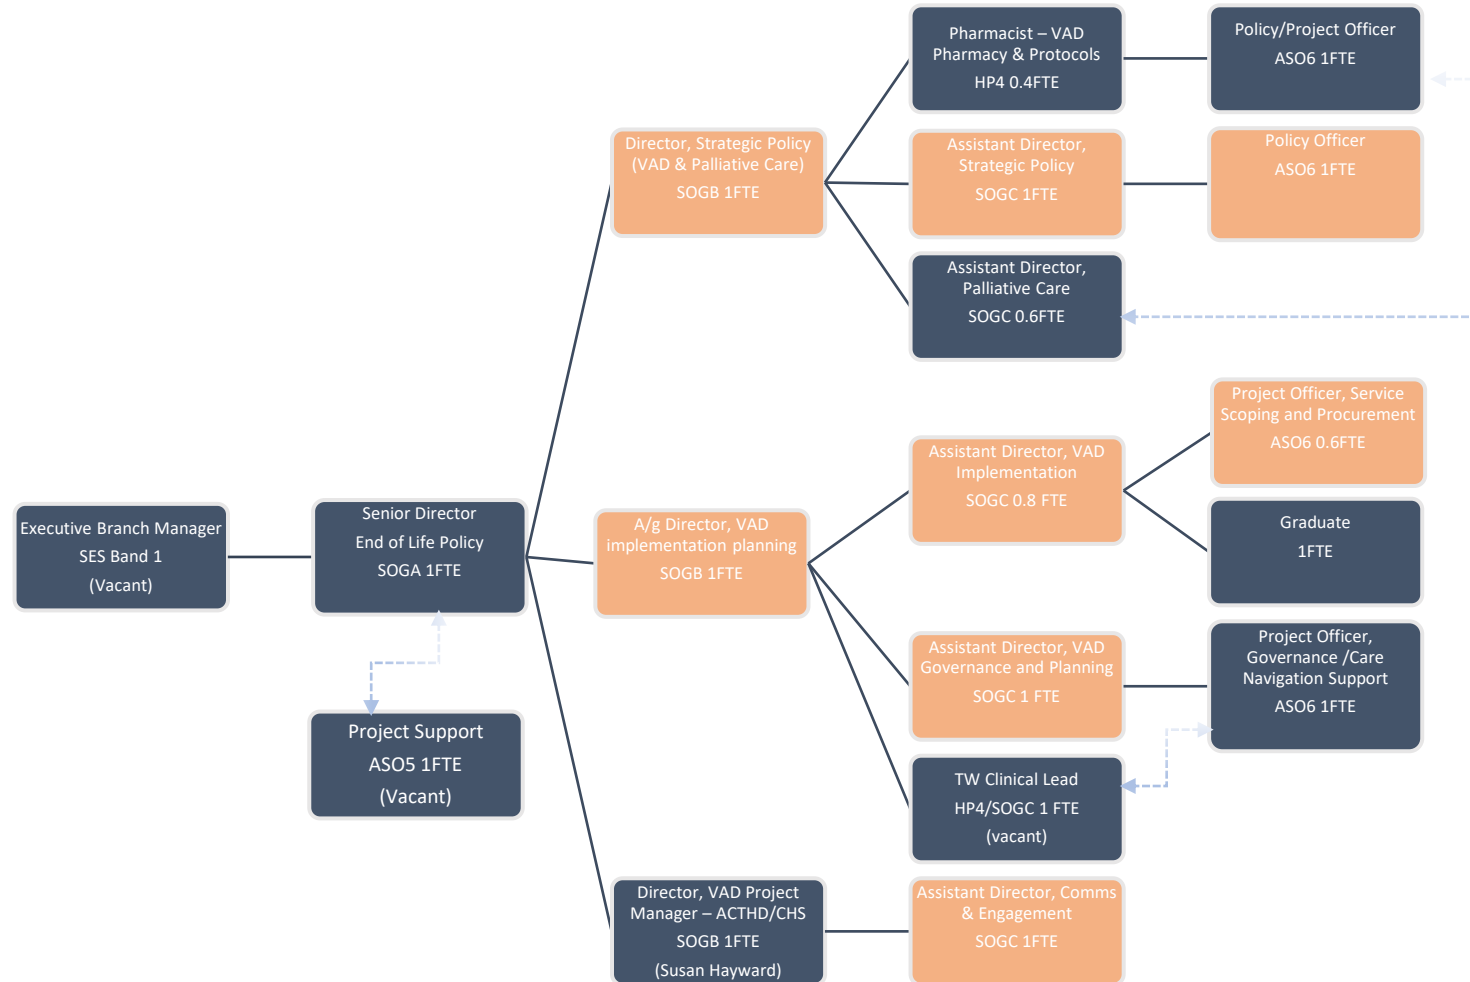 Pharmacist – VAD
Pharmacy & Protocols
HP4 0.4FTE
Policy/Project Officer
ASO6 1FTE
Director, Strategic Policy
(VAD & Palliative Care)
SOGB 1FTE
Assistant Director,
Strategic Policy
SOGC 1FTE
Policy Officer
ASO6 1FTE
Assistant Director,
Palliative Care
SOGC 0.6FTE
Project Officer, Service
Scoping and Procurement
ASO6 0.6FTE
Assistant Director, VAD
Implementation
SOGC 0.8 FTE
Graduate
1FTE
Executive Branch Manager
SES Band 1
(Vacant)
Senior Director
End of Life Policy
SOGA 1FTE
A/g Director, VAD
implementation planning
SOGB 1FTE
Assistant Director, VAD
Governance and Planning
SOGC 1 FTE
Project Officer,
Governance /Care
Navigation Support
ASO6 1FTE
Project Support
ASO5 1FTE
(Vacant)
TW Clinical Lead
HP4/SOGC 1 FTE
(vacant)
Director, VAD Project
Manager – ACTHD/CHS
SOGB 1FTE
(Susan Hayward)
Assistant Director, Comms
& Engagement
SOGC 1FTE